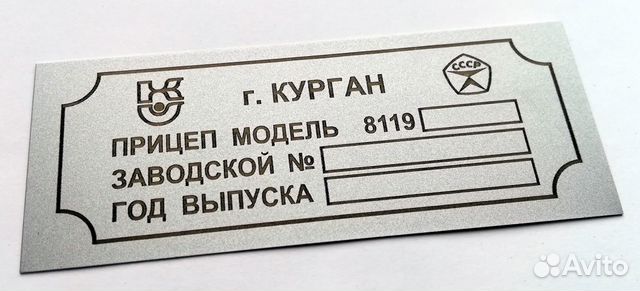 г. КУРГАН
СССР
ПРИЦЕП МОДЕЛЬ 8119
ЗАВОДСКОЙ №
ГОД ВЫПУСКА
Avito